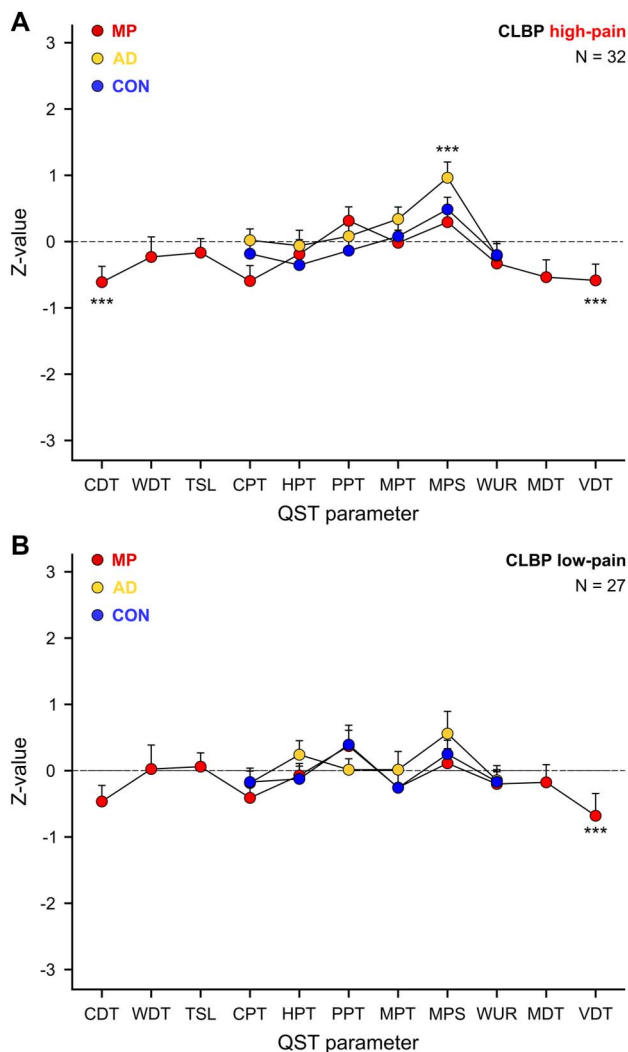 A
MP
AD
CON
CLBP high-pain
N = 32
3
2
1
0
-1
-2
-3
Z-value
***
***
***
CDT WDT TSL CPT HPT PPT MPT MPS WUR MDT VDT
QST parameter
B
MP
AD
CON
CLBP low-pain
N = 27
3
2
1
0
-1
-2
-3
Z-value
***
CDT WDT TSL CPT HPT PPT MPT MPS WUR MDT VDT
QST parameter